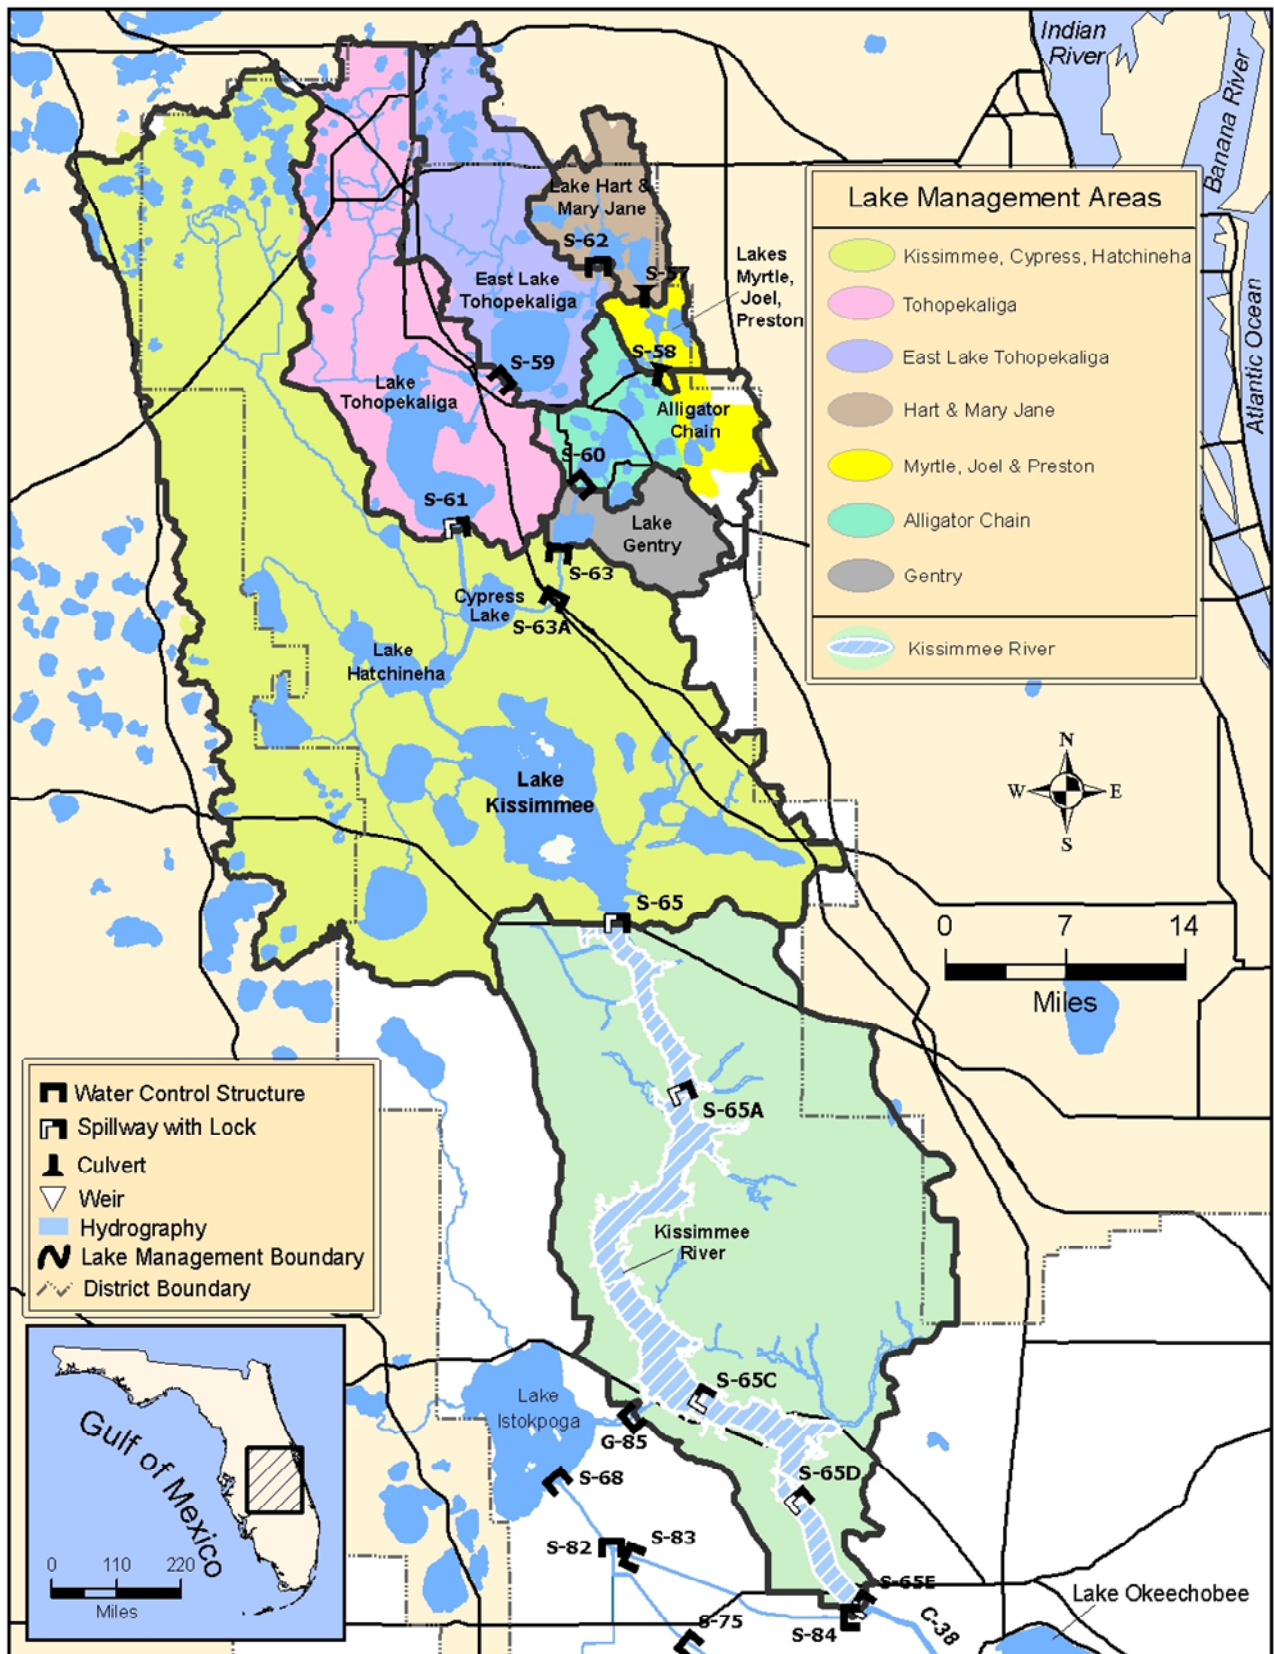 Indian
River
Banana River
Lake Management Areas
Kissimmee, Cypress, Hatchineha
Tohopekaliga
East Lake Tohopekaliga
Hart & Mary Jane
Myrtle, Joel & Preston
Alligator Chain
Gentry
Kissimmee River
Atlantic Ocean
Lake Hart &
Mary Jane
S-62
S-57
Lakes
Myrtle,
Joel,
Preston
East Lake
Tohopekaliga
S-58
S-59
Lake
Tohopekaliga
Alligator
Chain
S-60
S-61
Lake
Gentry
S-63
Cypress
Lake
S-63A
Lake
Hatchineha
Lake
Kissimmee
N
W
E
S
S-65
0
7
14
Miles
S-65A
Water Control Structure
Spillway with Lock
Culvert
Weir
Hydrography
Lake Management Boundary
District Boundary
Kissimmee
River
S-65C
Lake
Istokpoga
G-85
S-68
S-65D
S-82
S-83
S-65E
S-75
S-84
C-38
Lake Okeechobee
Gulf of Mexico
0
110
220
Miles